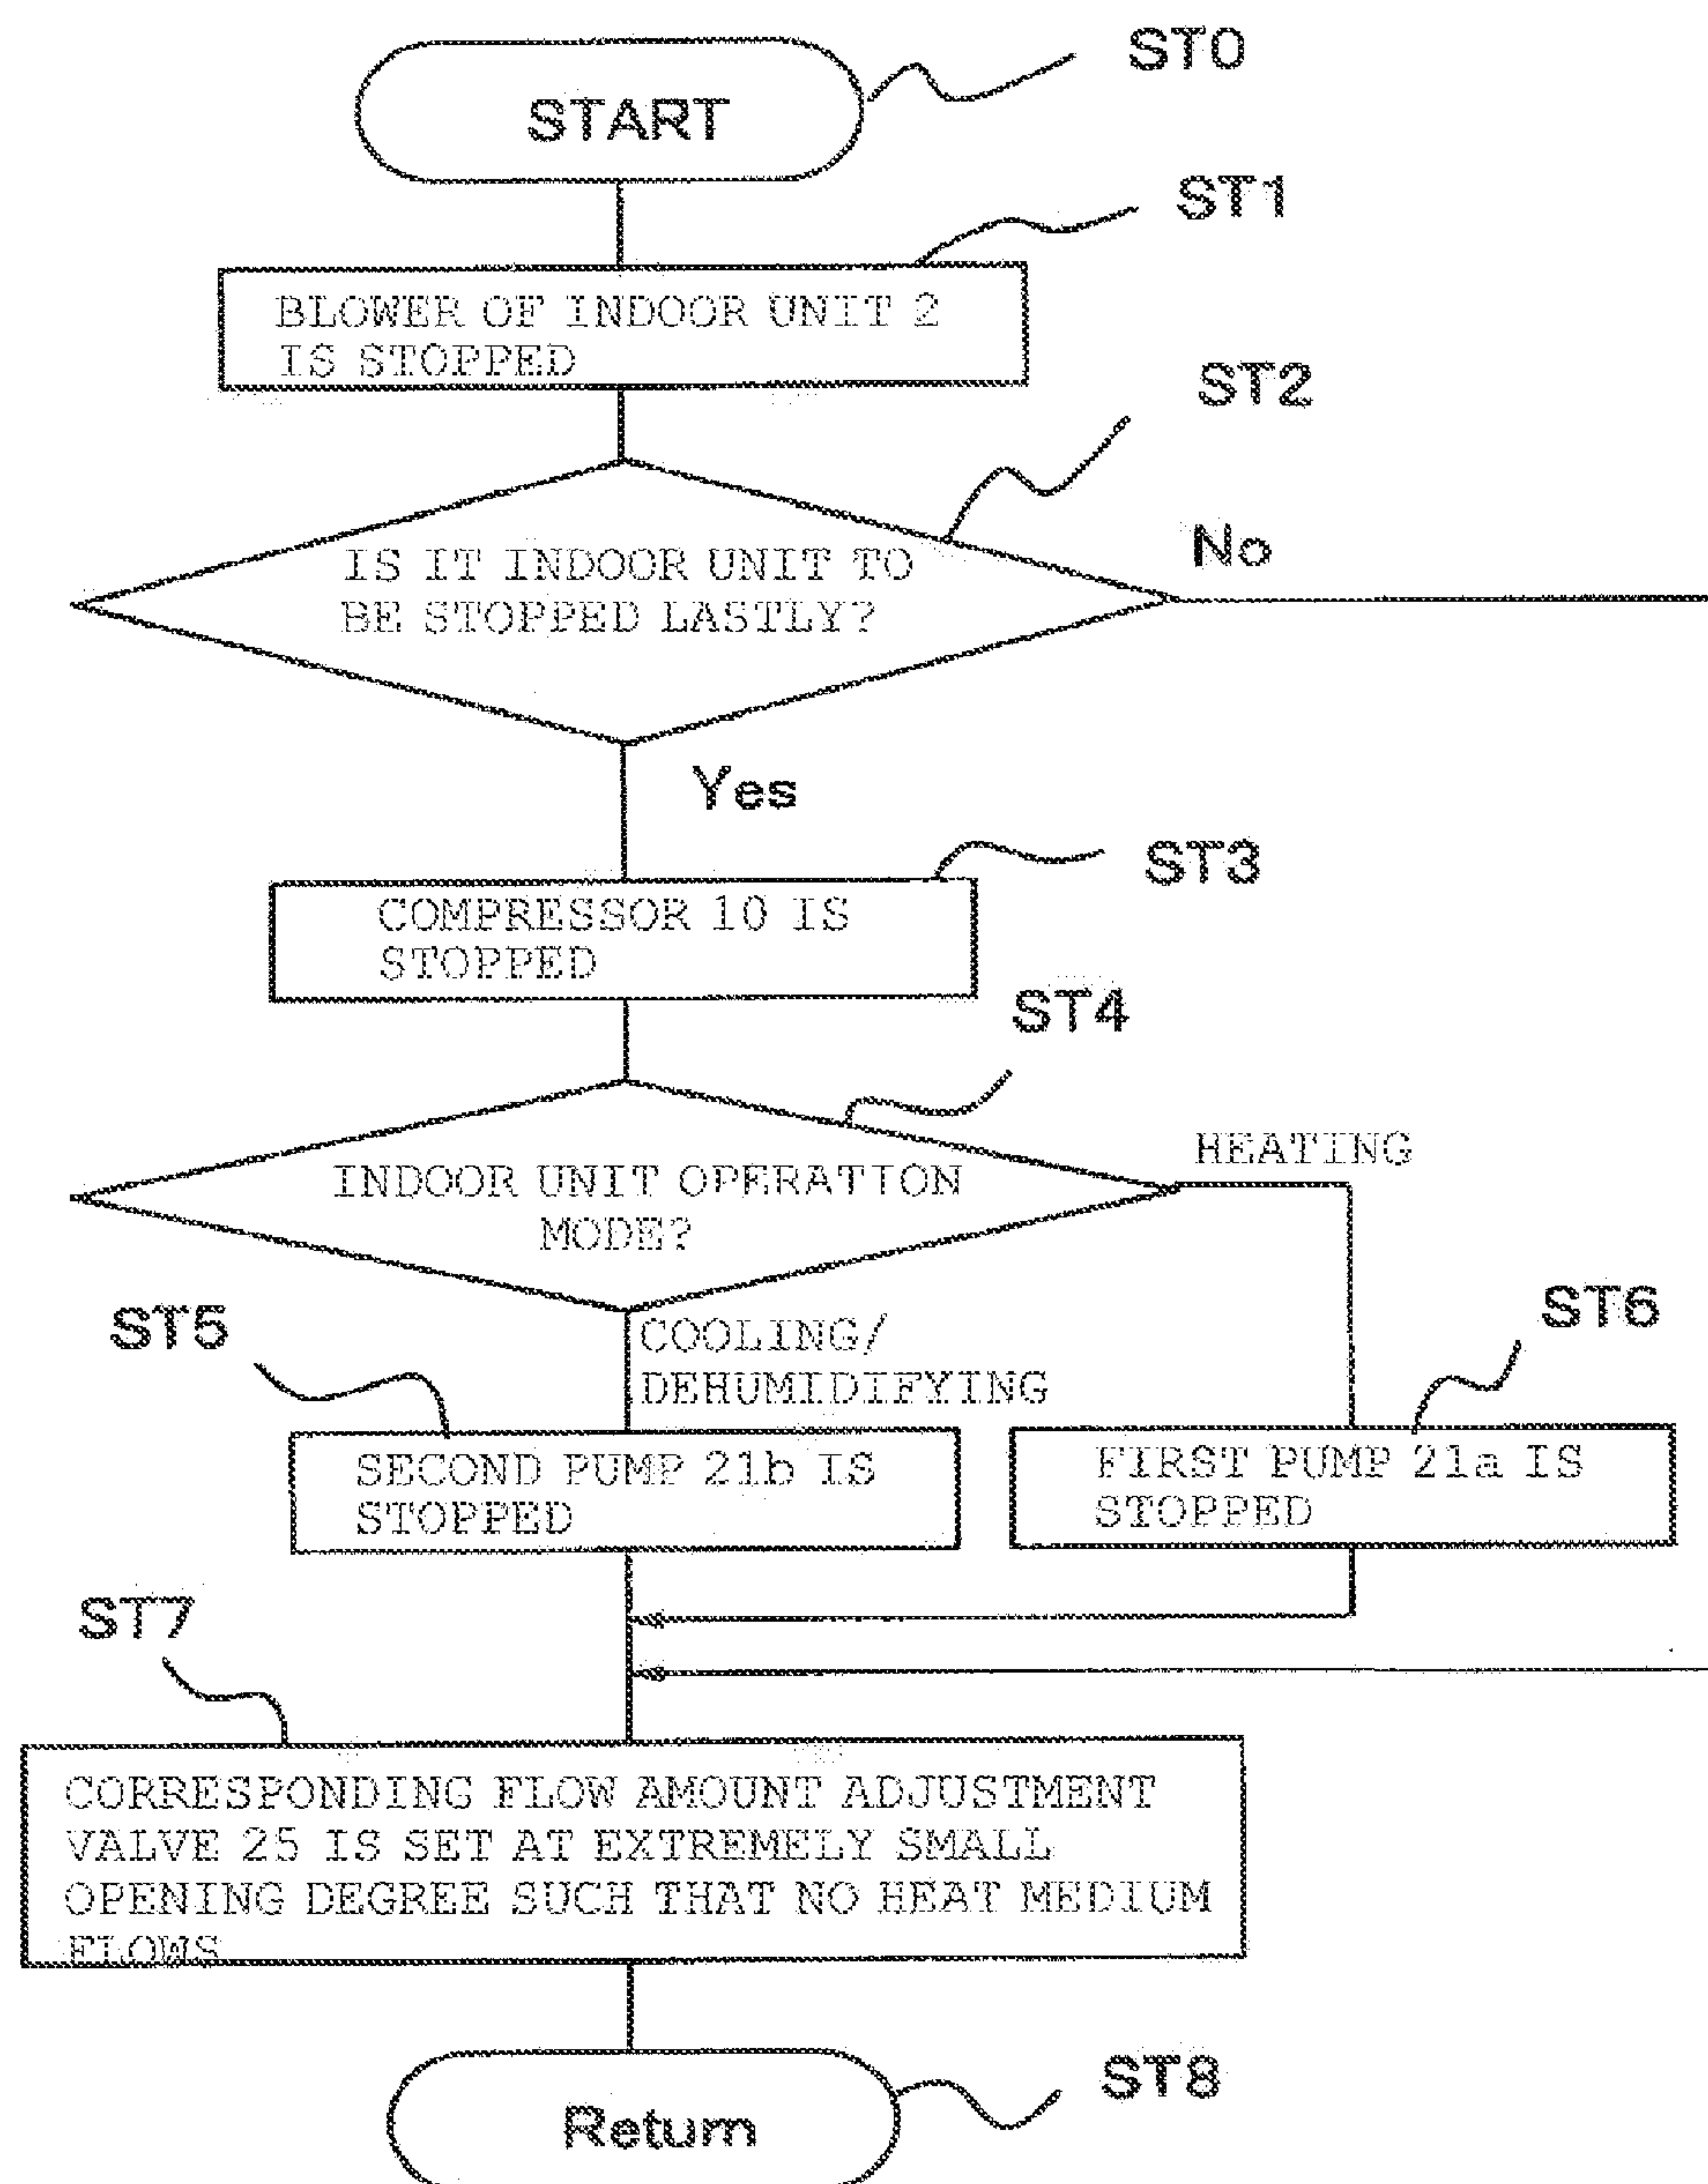 ST0
START
ST1
BLOWER OF INDOOR UNIT 2
IS STOPPED
ST2
IS IT INDOOR UNIT TO
BE STOPPED LASTLY?
No
Yes
ST3
COMPRESSOR 10 IS
STOPPED
ST4
INDOOR UNIT OPERATION
MODE?
HEATING
COOLING/
DEHUMIDIFYING
ST5
SECOND PUMP 21b IS
STOPPED
ST6
FIRST PUMP 21a IS
STOPPED
ST7
CORRESPONDING FLOW AMOUNT ADJUSTMENT
VALVE 25 IS SET AT EXTREMELY SMALL
OPENING DEGREE SUCH THAT NO HEAT MEDIUM
FLOWS
Return
ST8